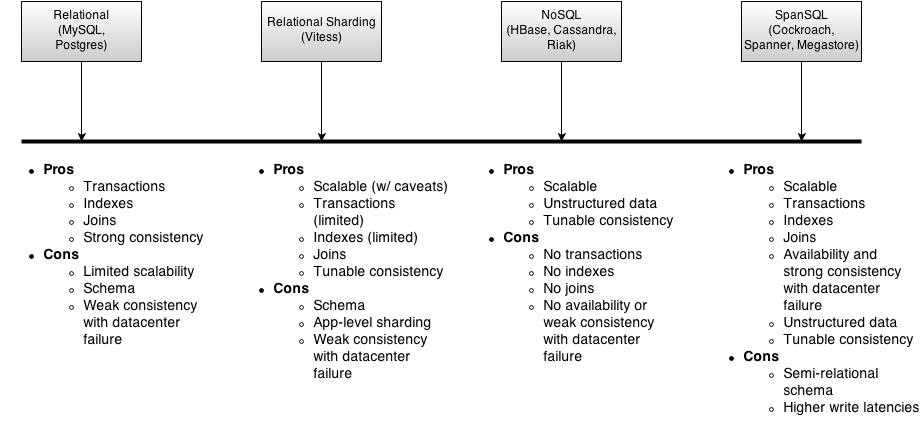 Relational
(MySQL,
Postgres)
Relational Sharding
(Vitess)
NoSQL
(HBase, Cassandra,
Riak)
SpanSQL
(Cockroach,
Spanner, Megastore)
• Pros
○ Transactions
○ Indexes
○ Joins
○ Strong consistency
• Cons
○ Limited scalability
○ Schema
○ Weak consistency
with datacenter
failure
• Pros
○ Scalable (w/ caveats)
○ Transactions
(limited)
○ Indexes (limited)
○ Joins
○ Tunable consistency
• Cons
○ Schema
○ App-level sharding
○ Weak consistency
with datacenter
failure
• Pros
○ Scalable
○ Unstructured data
○ Tunable consistency
• Cons
○ No transactions
○ No indexes
○ No joins
○ No availability or
weak consistency
with datacenter
failure
• Pros
○ Scalable
○ Transactions
○ Indexes
○ Joins
○ Availability and
strong consistency
with datacenter
failure
○ Unstructured data
○ Tunable consistency
• Cons
○ Semi-relational
schema
○ Higher write latencies